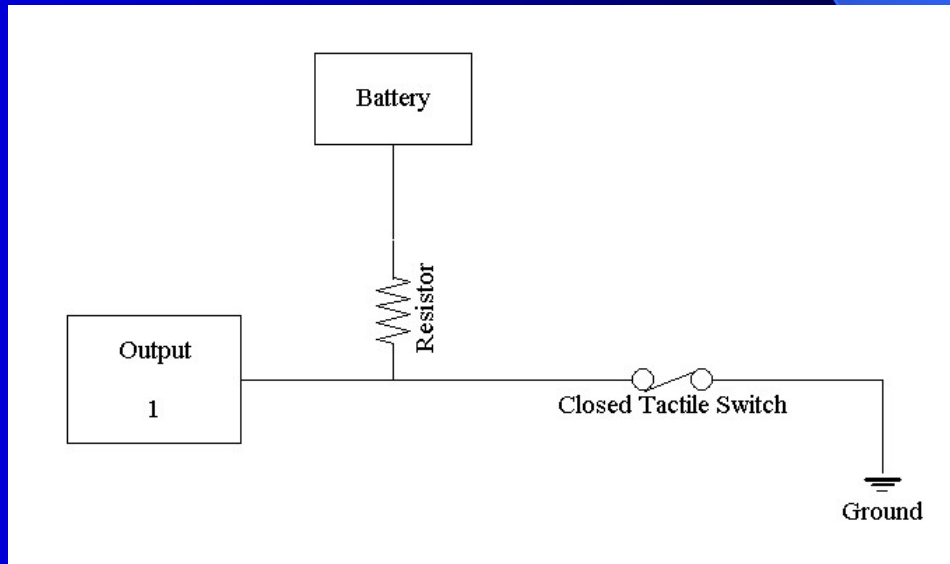 Battery
Resistor
Output
1
Closed Tactile Switch
Ground